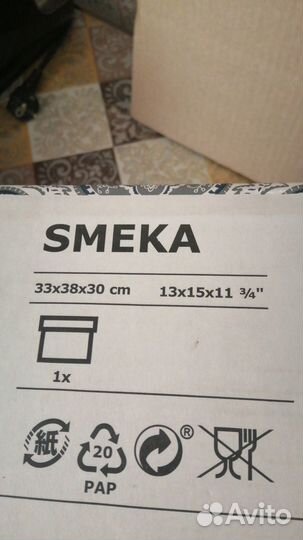 SMEKA
33x38x30 cm 13x15x11 ¾"
1x
紙
20
®
PAP
Avito